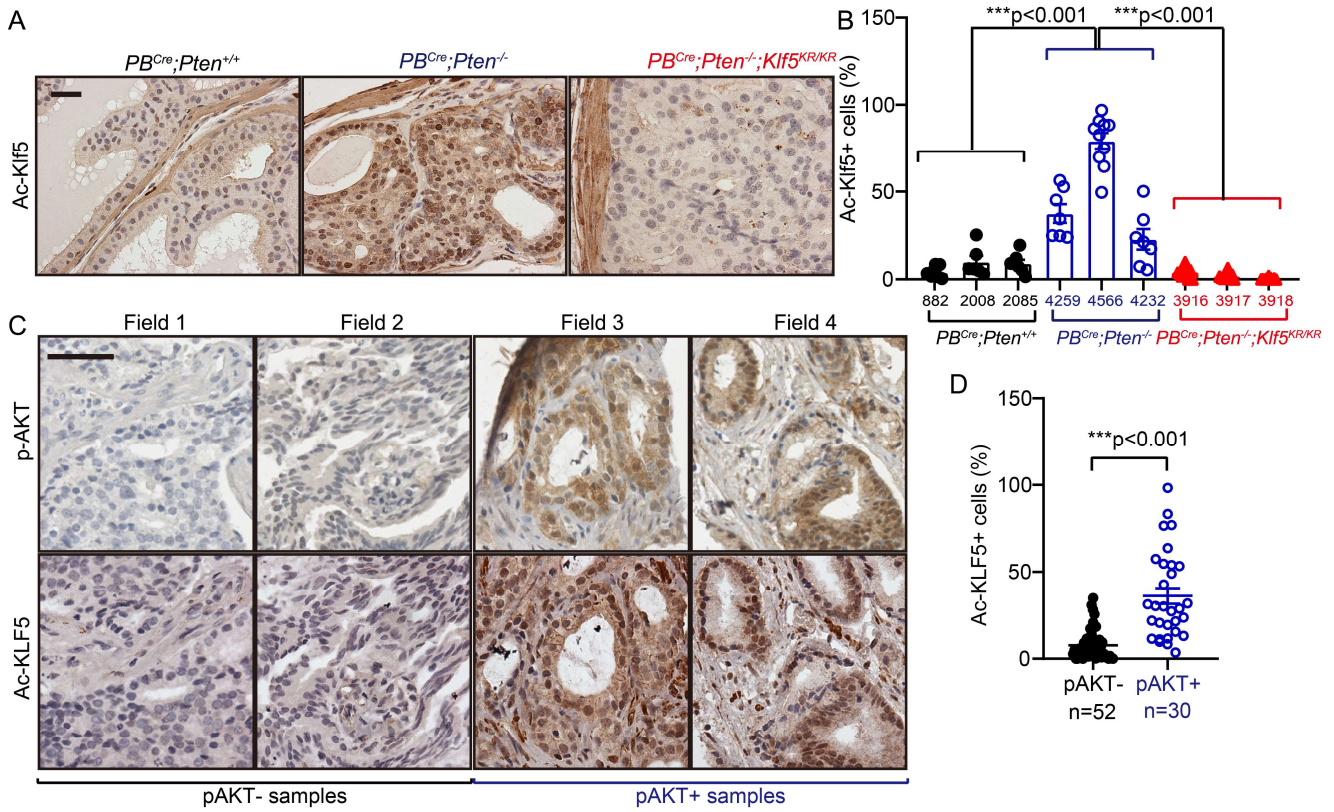 A
PBCre;Pten+/+
PBCre;Pten-/-
PBCre;Pten-/-;Klf5KR/KR
Ac-Klf5
B
150
100
50
0
Ac-Klf5+ cells (%)
***p<0.001
***p<0.001
882
2008
2085
4259
4566
4232
3916
3917
3918
PBCre;Pten+/+
PBCre;Pten-/-
PBCre;Pten-/-;Klf5KR/KR
C
Field 1
Field 2
Field 3
Field 4
p-AKT
Ac-KLF5
pAKT- samples
pAKT+ samples
D
150
100
50
0
Ac-KLF5+ cells (%)
***p<0.001
pAKT-
n=52
pAKT+
n=30